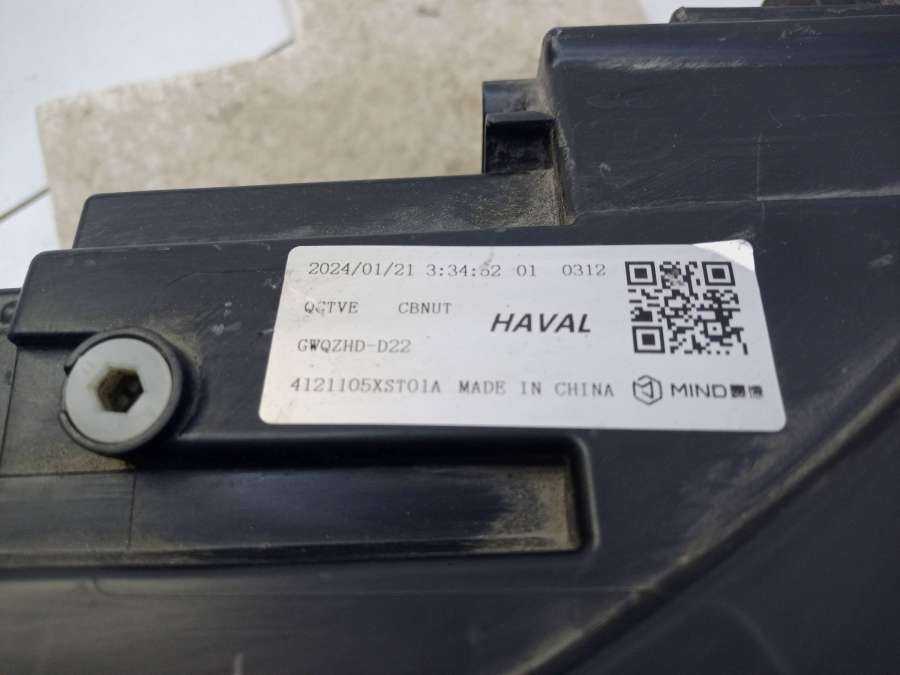 2024/01/21 3:34:52 01 0312
QCTVE CBNUT
HAVAL
GWQZHD-D22
4121105XST01A MADE IN CHINA
MIND